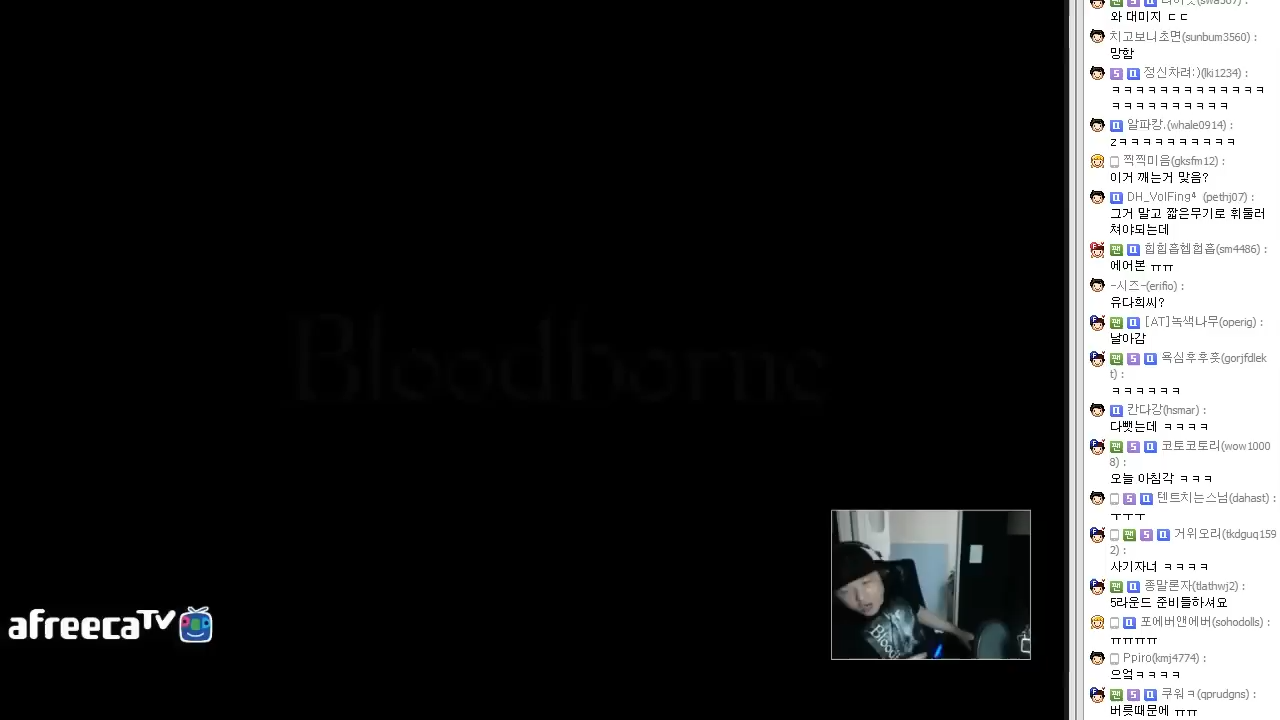 와 대미지 ㄷㄷ
치고보니초면(sunbum3560) :
망함
정신차려:)(lki1234) :
ㅋㅋㅋㅋㅋㅋㅋㅋㅋㅋㅋㅋㅋ
ㅋㅋㅋㅋㅋㅋㅋㅋㅋㅋ
알파캉.(whale0914) :
zㅋㅋㅋㅋㅋㅋㅋㅋㅋㅋ
찍찍미음(gksfm12) :
이거 깨는거 맞음?
DH_VolFing⁴ (pethj07) :
그거 말고 짧은무기로 휘둘러
쳐야되는데
힙힙흡헵헙흡(sm4486) :
에어본 ㅠㅠ
-시즈-(erifio) :
유다희씨?
[AT]녹색나무(operig) :
날아감
욕심후후훗(gorjfdlek
t) :
ㅋㅋㅋㅋㅋㅋ
칸다강(hsmar) :
다뺏는데 ㅋㅋㅋㅋ
코토코토리(wow1000
8) :
오늘 아침각 ㅋㅋㅋ
텐트치는스님(dahast) :
ㅜㅜㅜ
거위오리(tkdguq159
2) :
사기자너 ㅋㅋㅋㅋ
종말론자(tlathwj2) :
5라운드 준비들하셔요
포에버앤에버(sohodolls) :
ㅠㅠㅠㅠ
Ppiro(kmj4774) :
으엌ㅋㅋㅋㅋ
쿠워ㅋ(qprudgns) :
버릇때문에 ㅠㅠ
Bloodborne
afreecaTV